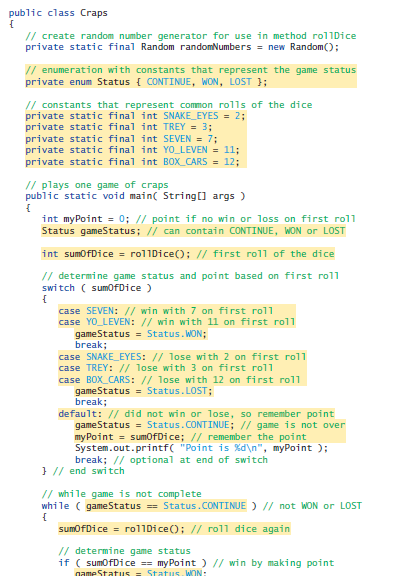 public class Craps
{
// create random number generator for use in method rollDice
private static final Random randomNumbers = new Random();
// enumeration with constants that represent the game status
private enum Status { CONTINUE, WON, LOST };
// constants that represent common rolls of the dice
private static final int SNAKE_EYES = 2;
private static final int TREY = 3;
private static final int SEVEN = 7;
private static final int YO_LEVEN = 11;
private static final int BOX_CARS = 12;
// plays one game of craps
public static void main( String[] args )
{
int myPoint = 0; // point if no win or loss on first roll
Status gameStatus; // can contain CONTINUE, WON or LOST
int sumOfDice = rollDice(); // first roll of the dice
// determine game status and point based on first roll
switch ( sumOfDice )
{
case SEVEN: // win with 7 on first roll
case YO_LEVEN: // win with 11 on first roll
gameStatus = Status.WON;
break;
case SNAKE_EYES: // lose with 2 on first roll
case TREY: // lose with 3 on first roll
case BOX_CARS: // lose with 12 on first roll
gameStatus = Status.LOST;
break;
default: // did not win or lose, so remember point
gameStatus = Status.CONTINUE; // game is not over
myPoint = sumOfDice; // remember the point
System.out.printf( "Point is %d\n", myPoint );
break; // optional at end of switch
} // end switch
// while game is not complete
while ( gameStatus == Status.CONTINUE ) // not WON or LOST
{
sumOfDice = rollDice(); // roll dice again
// determine game status
if ( sumOfDice == myPoint ) // win by making point
gameStatus = Status.WON;